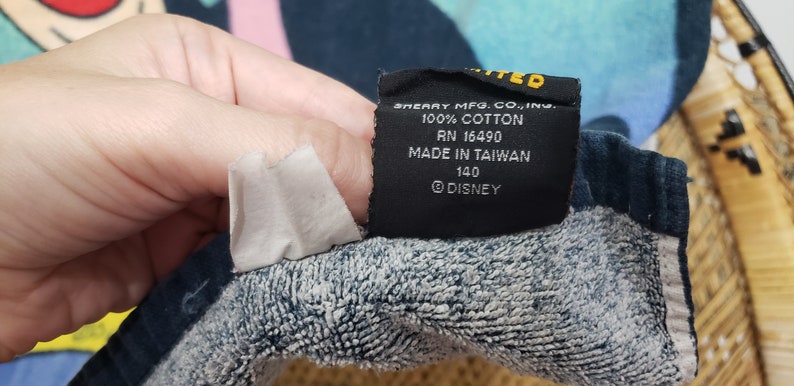 SHERRY MFG. CO., INC.
100% COTTON
RN 16490
MADE IN TAIWAN
140
© DISNEY